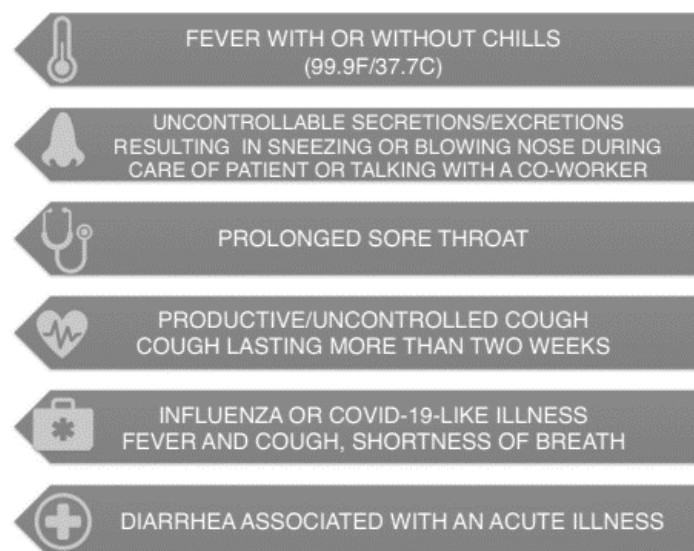 FEVER WITH OR WITHOUT CHILLS
(99.9F/37.7C)
UNCONTROLLABLE SECRETIONS/EXCRETIONS
RESULTING IN SNEEZING OR BLOWING NOSE DURING
CARE OF PATIENT OR TALKING WITH A CO-WORKER
PROLONGED SORE THROAT
PRODUCTIVE/UNCONTROLLED COUGH
COUGH LASTING MORE THAN TWO WEEKS
INFLUENZA OR COVID-19-LIKE ILLNESS
FEVER AND COUGH, SHORTNESS OF BREATH
DIARRHEA ASSOCIATED WITH AN ACUTE ILLNESS